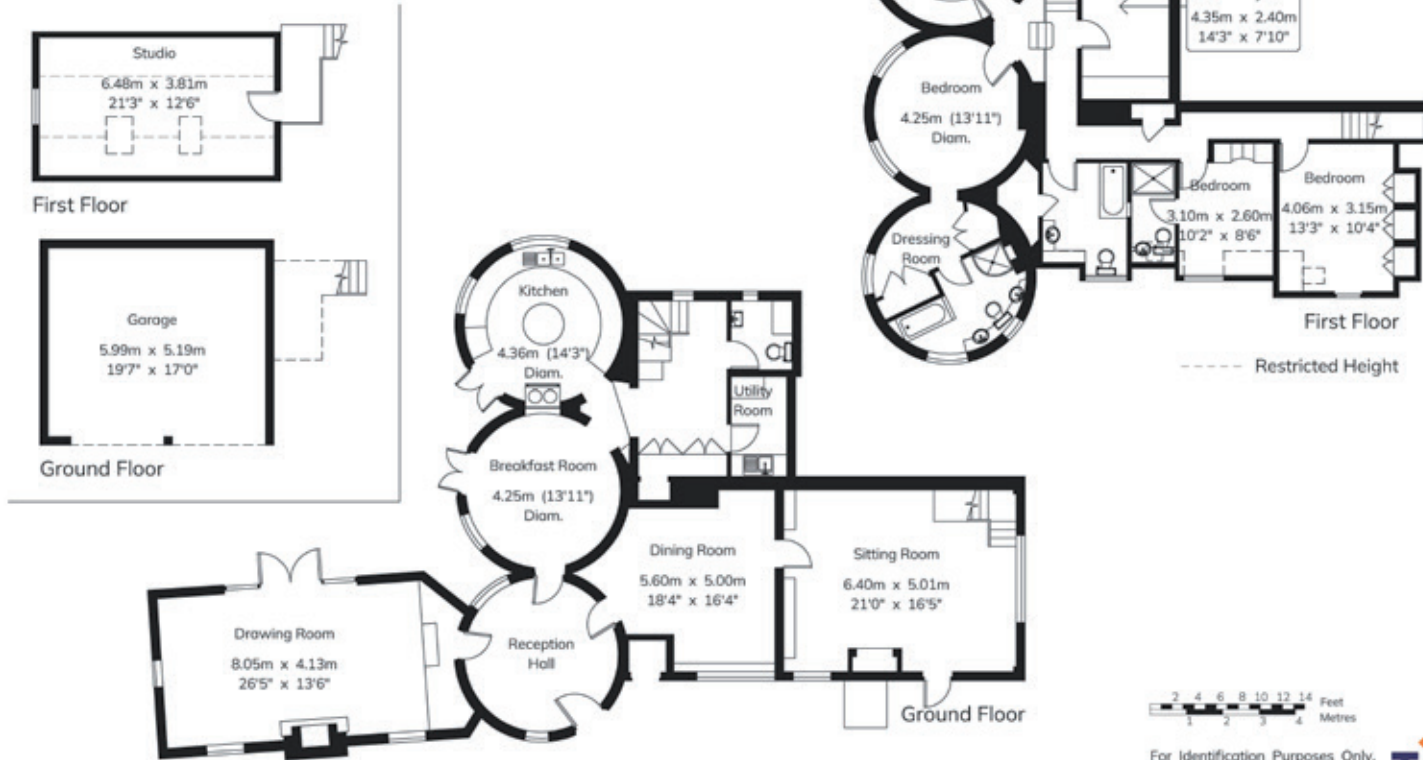 Studio
6.48m x 3.81m
21'3" x 12'6"
First Floor
Garage
5.99m x 5.19m
19'7" x 17'0"
Ground Floor
4.35m x 2.40m
14'3" x 7'10"
Bedroom
4.25m (13'11")
Diam.
Dressing
Room
Bedroom
3.10m x 2.60m
10'2" x 8'6"
Bedroom
4.06m x 3.15m
13'3" x 10'4"
First Floor
Restricted Height
Kitchen
4.36m (14'3")
Diam.
Utility
Room
Breakfast Room
4.25m (13'11")
Diam.
Dining Room
5.60m x 5.00m
18'4" x 16'4"
Sitting Room
6.40m x 5.01m
21'0" x 16'5"
Drawing Room
8.05m x 4.13m
26'5" x 13'6"
Reception
Hall
Ground Floor
2 4 6 8 10 12 14 Feet
1 2 3 4 Metres
For Identification Purposes Only.